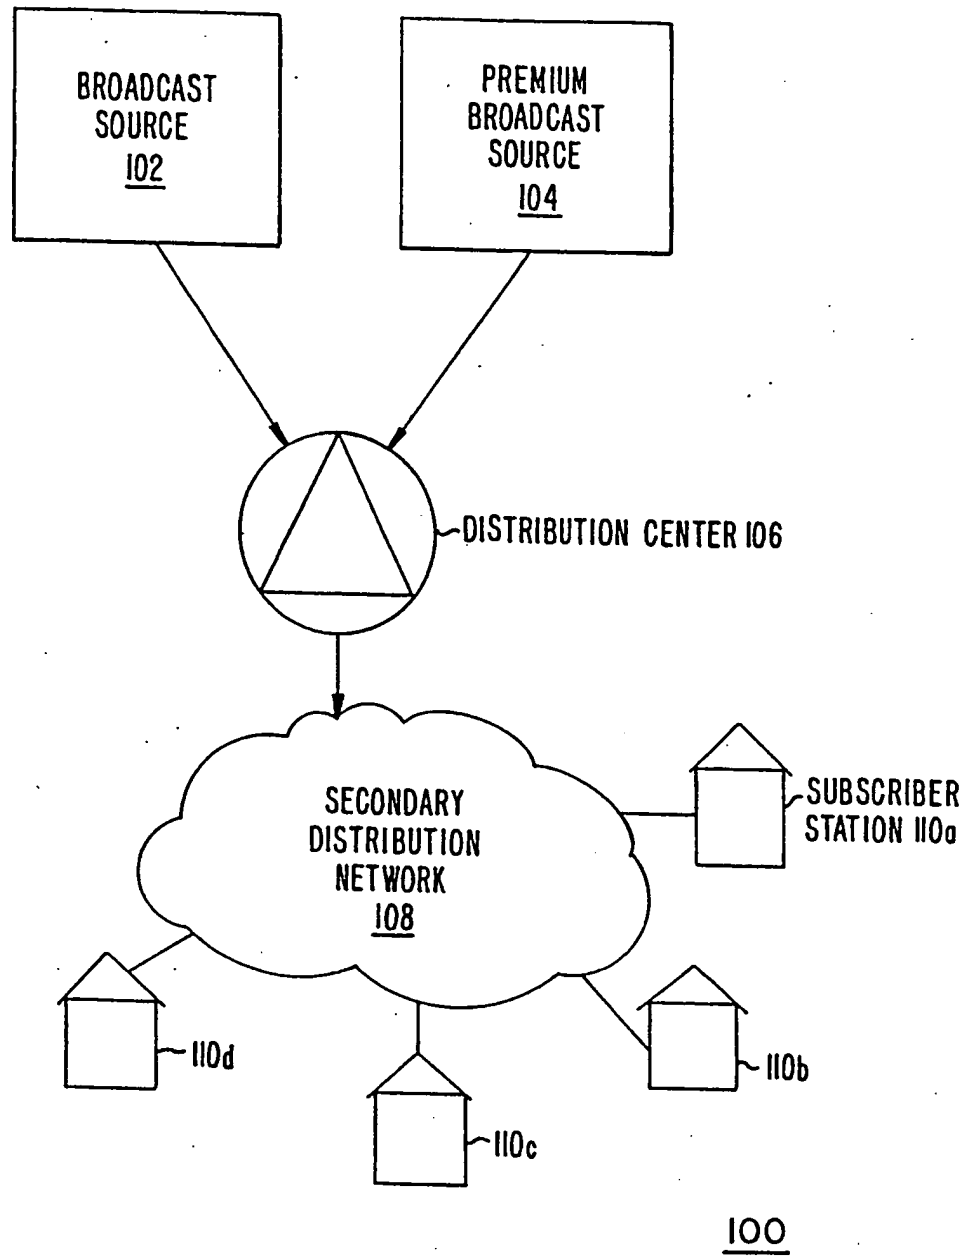 BROADCAST
SOURCE
102
PREMIUM
BROADCAST
SOURCE
104
DISTRIBUTION CENTER 106
SECONDARY
DISTRIBUTION
NETWORK
108
SUBSCRIBER
STATION 110a
110d
110b
110c
100